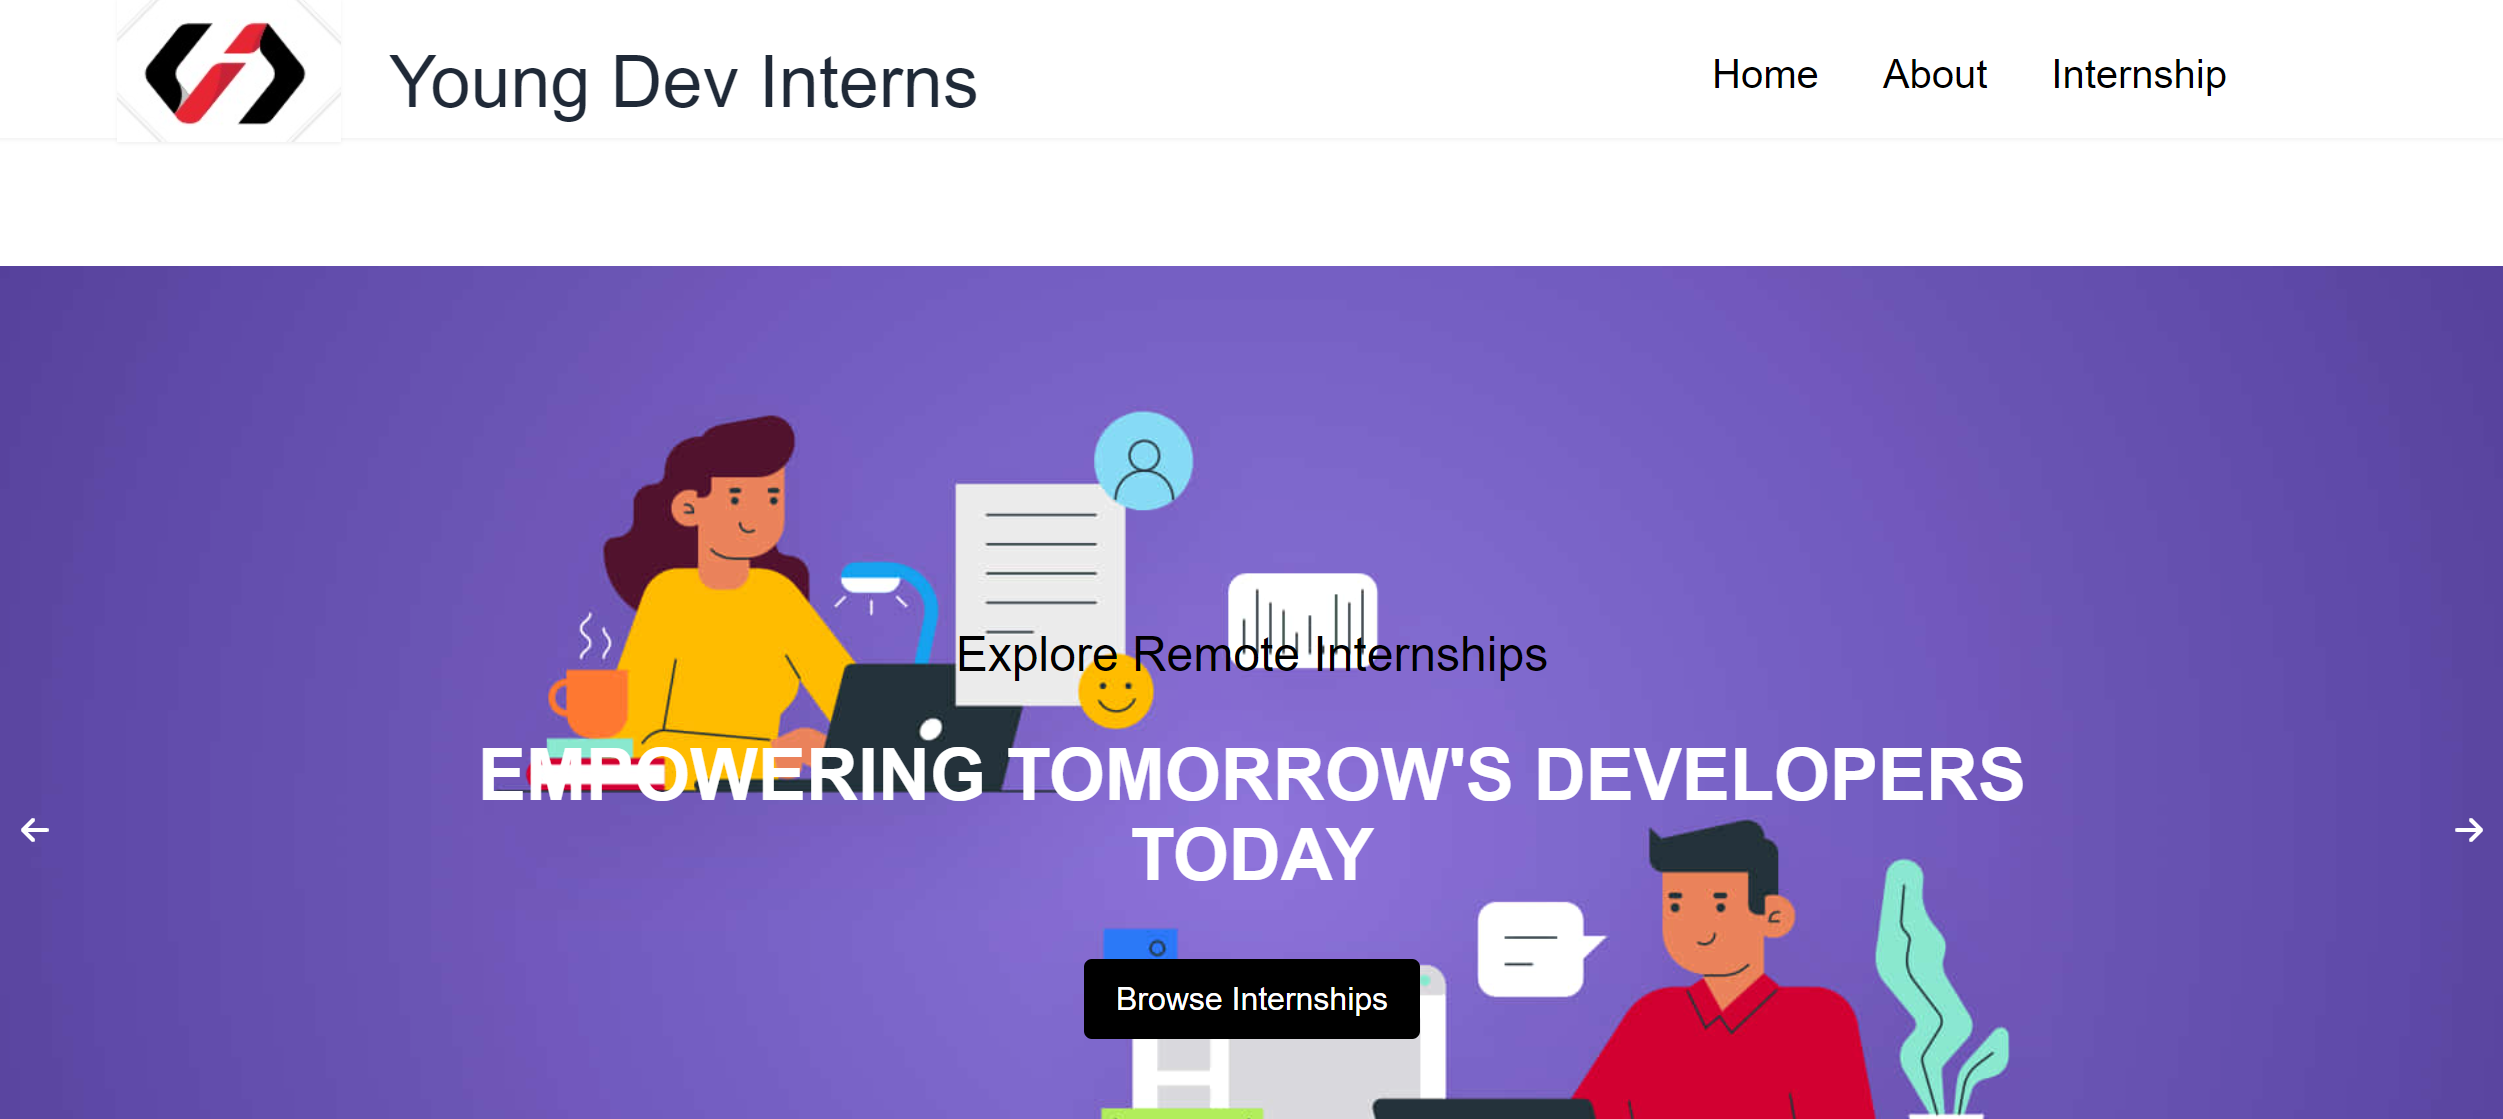 Young Dev Interns
Home About Internship
Explore Remote Internships
EMPOWERING TOMORROW'S DEVELOPERS
TODAY
Browse Internships